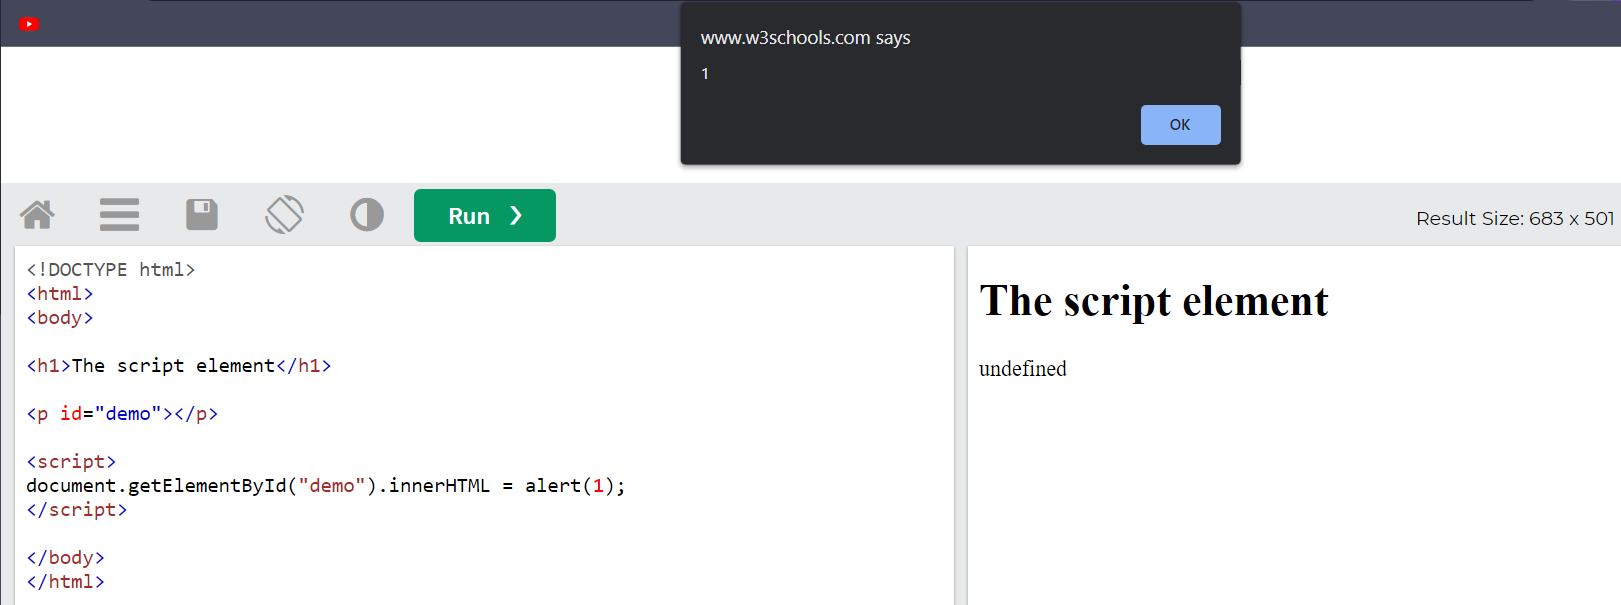 www.w3schools.com says
1
OK
Run ❯
Result Size: 683 x 501
<!DOCTYPE html>
<html>
<body>
<h1>The script element</h1>
<p id="demo"></p>
<script>
document.getElementById("demo").innerHTML = alert(1);
</script>
</body>
</html>
The script element
undefined